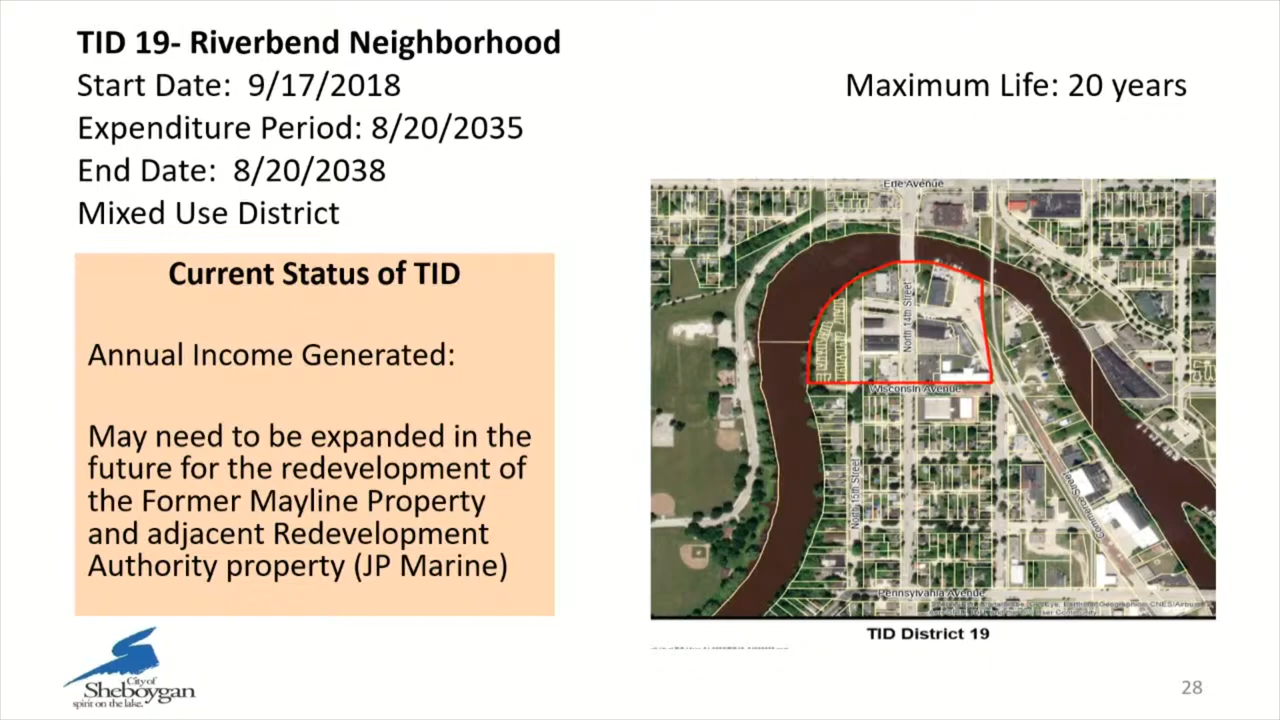 TID 19- Riverbend Neighborhood
Start Date: 9/17/2018
Maximum Life: 20 years
Expenditure Period: 8/20/2035
End Date: 8/20/2038
Mixed Use District
Current Status of TID
Annual Income Generated:
May need to be expanded in the
future for the redevelopment of
the Former Mayline Property
and adjacent Redevelopment
Authority property (JP Marine)
Erie Avenue
North 14th Street
Wisconsin Avenue
North 15th Street
Commerce Street
Pennsylvania Avenue
TID District 19
City of
Sheboygan
spirit on the lake.
28